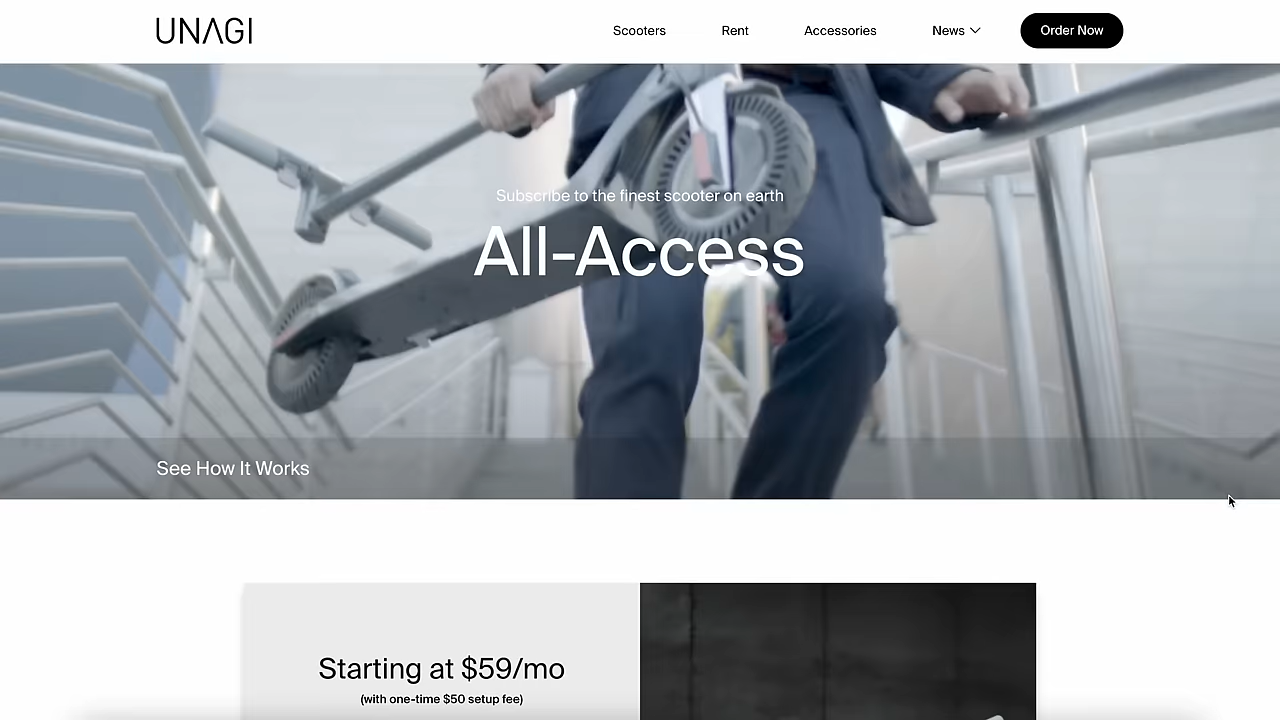 UNAGI
Scooters
Rent
Accessories
News
Order Now
Subscribe to the finest scooter on earth
All-Access
See How It Works
Starting at $59/mo
(with one-time $50 setup fee)